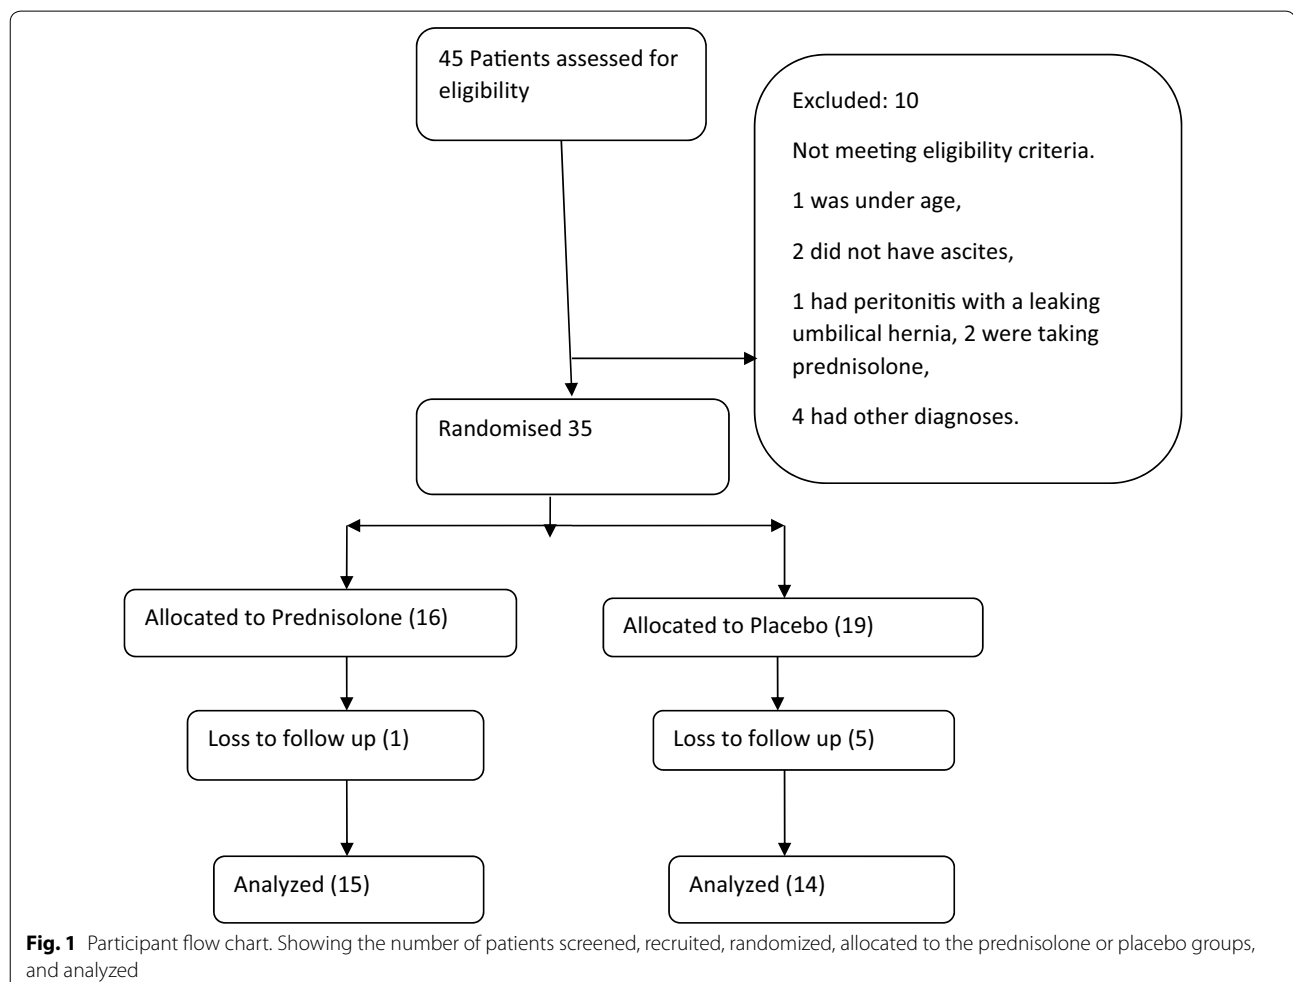 45 Patients assessed for
eligibility
Excluded: 10
Not meeting eligibility criteria.
1 was under age,
2 did not have ascites,
1 had peritonitis with a leaking
umbilical hernia, 2 were taking
prednisolone,
4 had other diagnoses.
Randomised 35
Allocated to Prednisolone (16)
Allocated to Placebo (19)
Loss to follow up (1)
Loss to follow up (5)
Analyzed (15)
Analyzed (14)
Fig. 1 Participant flow chart. Showing the number of patients screened, recruited, randomized, allocated to the prednisolone or placebo groups,
and analyzed